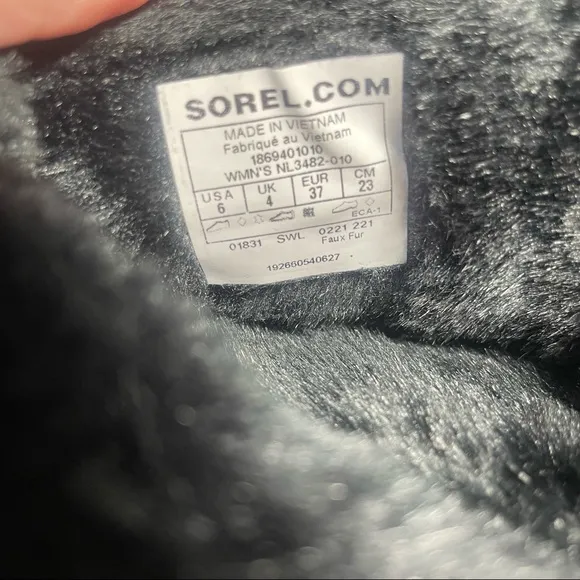 SOREL.COM
MADE IN VIETNAM
Fabriqué au Vietnam
1869401010
WMN'S NL3482-010
USA UK EUR CM
6 4 37 23
ECA-1
01831 SWL 0221 221
Faux Fur
192660540627